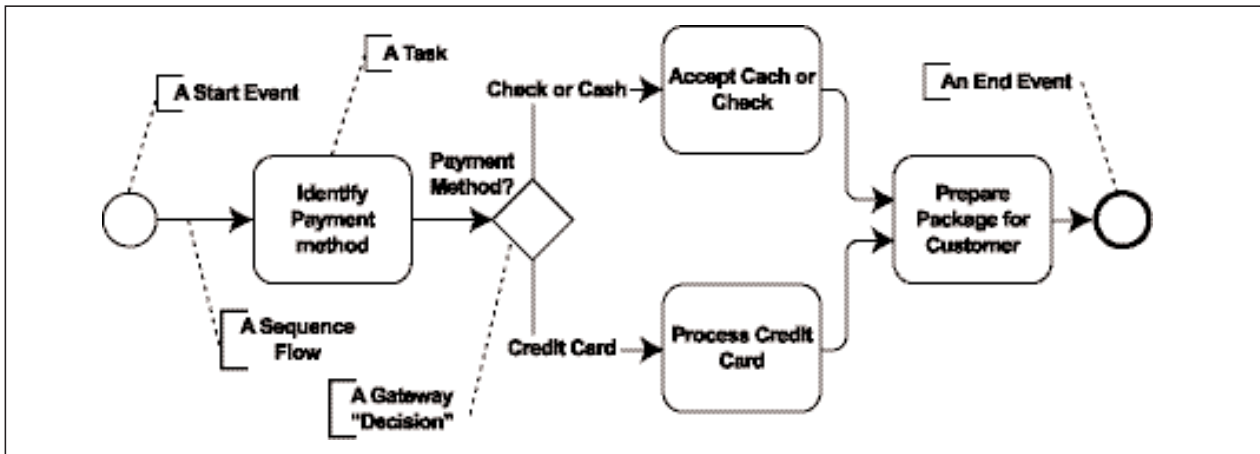 A Start Event
A Task
Check or Cash
Accept Cach or
Check
An End Event
Identify
Payment
method
Payment
Method?
Prepare
Package for
Customer
A Sequence
Flow
Credit Card
Process Credit
Card
A Gateway
"Decision"